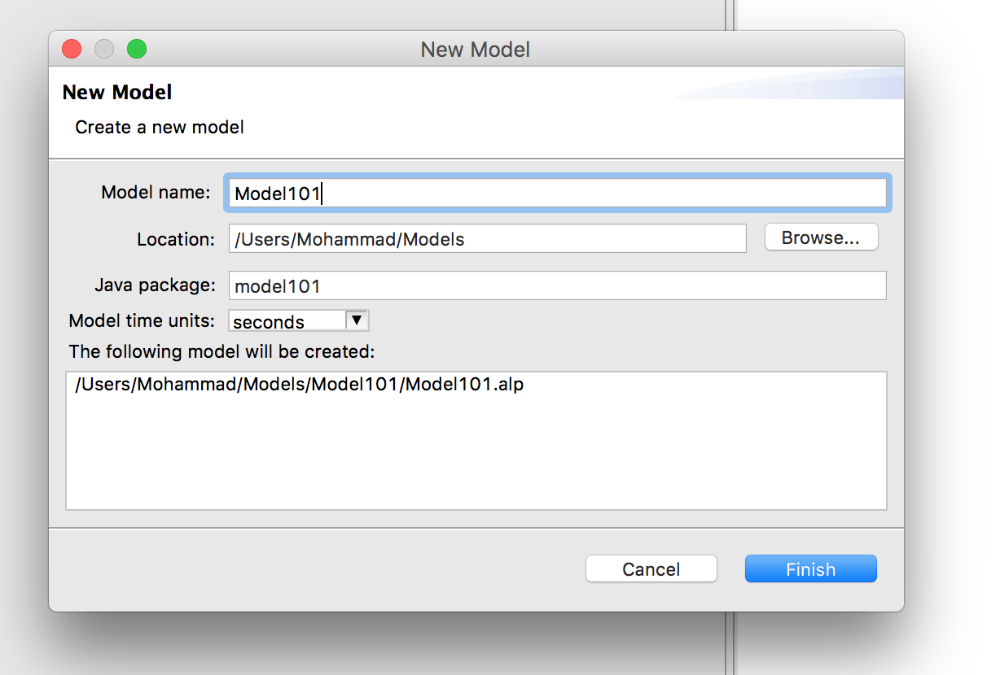 New Model
New Model
Create a new model
Model name: Model101
Location: /Users/Mohammad/Models Browse...
Java package: model101
Model time units: seconds
The following model will be created:
/Users/Mohammad/Models/Model101/Model101.alp
Cancel Finish